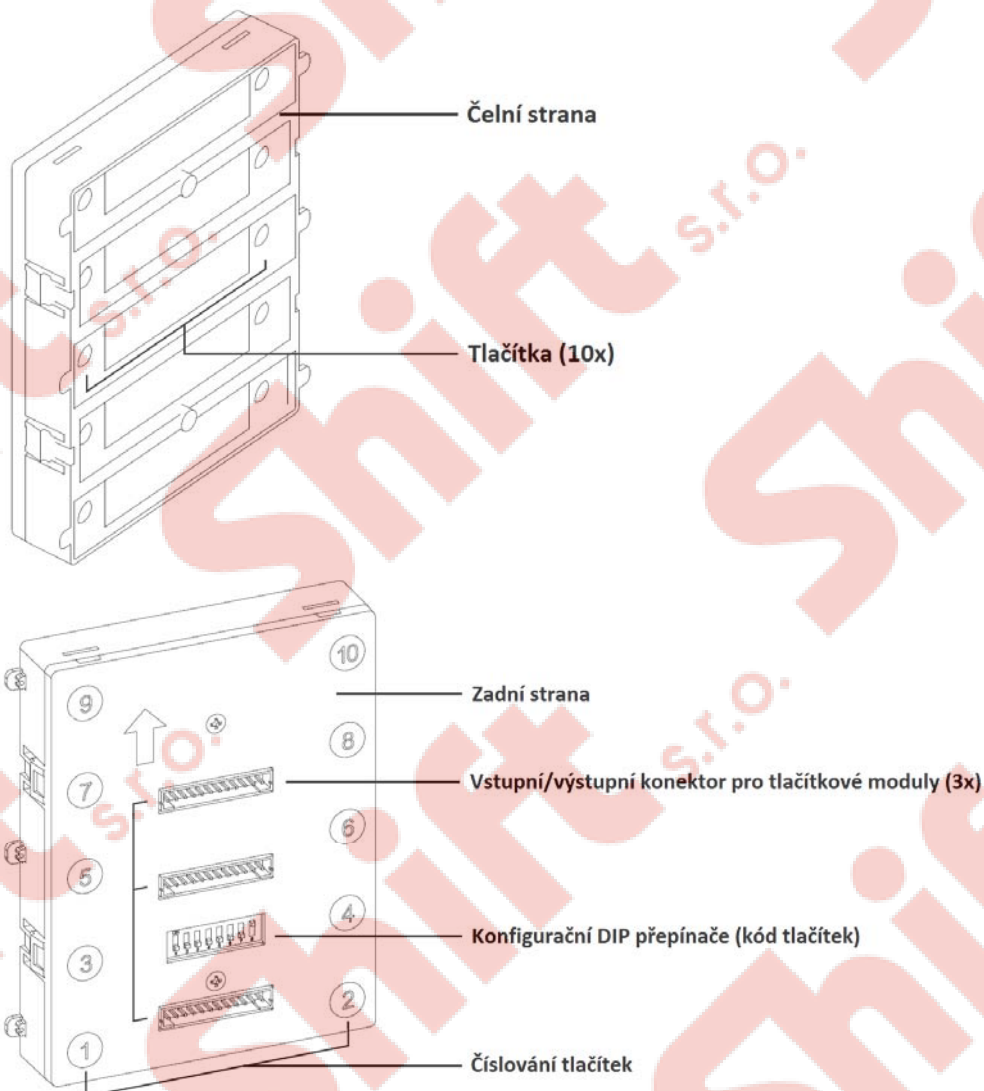 Čelní strana
Tlačítka (10x)
10
Zadní strana
9
8
Vstupní/výstupní konektor pro tlačítkové moduly (3x)
7
6
5
4
Konfigurační DIP přepínače (kód tlačítek)
3
2
1
Číslování tlačítek
Shift s.r.o.